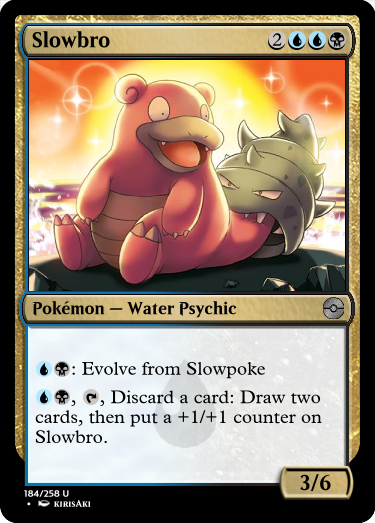 Slowbro 2
Pokémon — Water Psychic
: Evolve from Slowpoke
, , Discard a card: Draw two
cards, then put a +1/+1 counter on
Slowbro.
3/6
184/258 U
• KIRISAKI